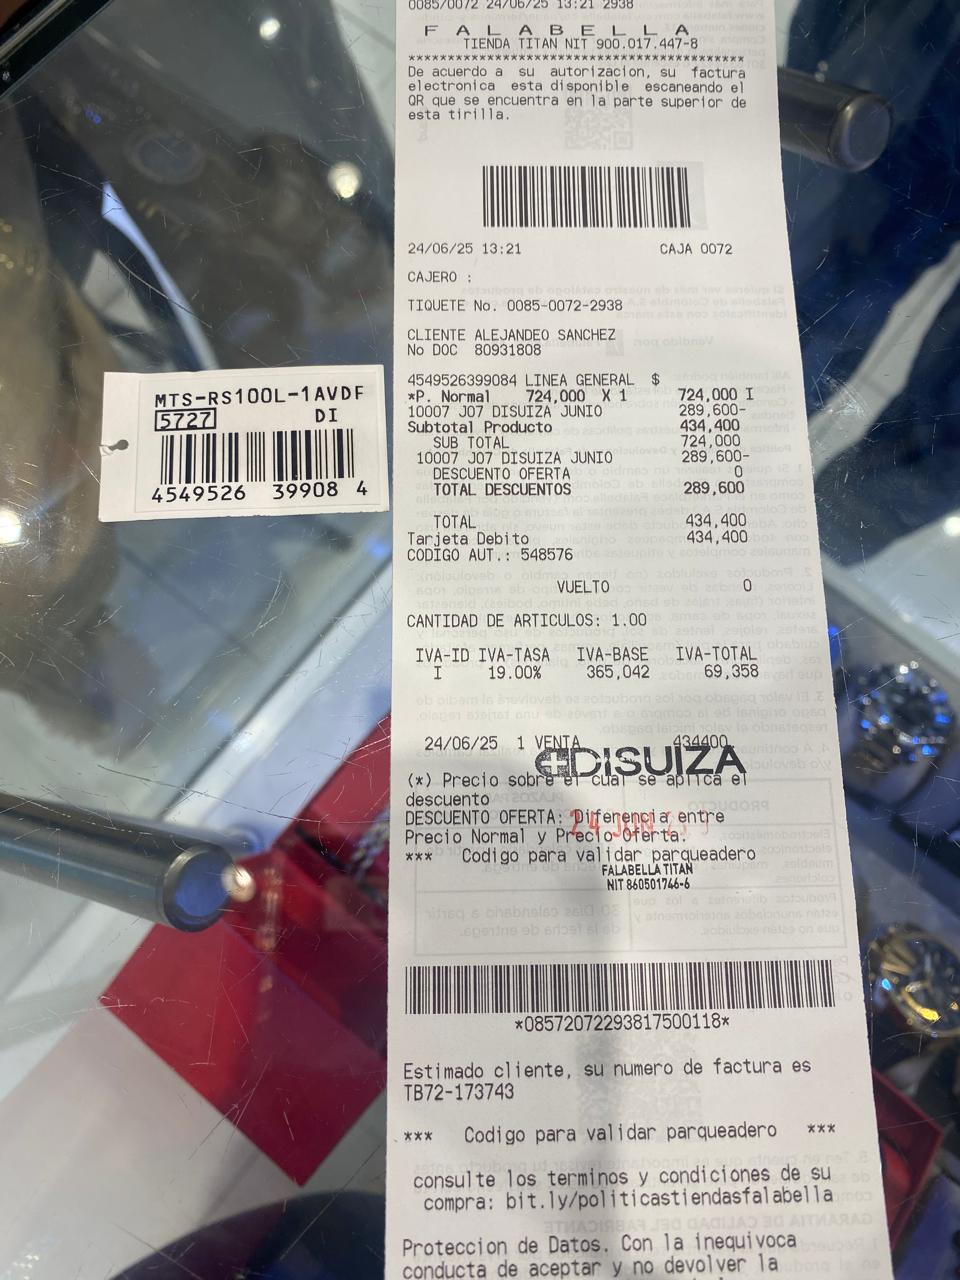 0085/0072 24/06/25 13:21 2938
FALABELLA
TIENDA TITAN NIT 900.017.447-8
************************************************
De acuerdo a su autorizacion, su factura
electronica esta disponible escaneando el
QR que se encuentra en la parte superior de
esta tirilla.
24/06/25 13:21 CAJA 0072
CAJERO :
TIQUETE No. 0085-0072-2938
CLIENTE ALEJANDEO SANCHEZ
No DOC 80931808
4549526399084 LINEA GENERAL $
*P. Normal 724,000 X 1 724,000 I
10007 J07 DISUIZA JUNIO 289,600-
Subtotal Producto 434,400
SUB TOTAL 724,000
10007 J07 DISUIZA JUNIO 289,600-
DESCUENTO OFERTA 0
TOTAL DESCUENTOS 289,600
TOTAL 434,400
Tarjeta Debito 434,400
CODIGO AUT.: 548576
VUELTO 0
CANTIDAD DE ARTICULOS: 1.00
IVA-ID IVA-TASA IVA-BASE IVA-TOTAL
I 19.00% 365,042 69,358
24/06/25 1 VENTA 434400
DISUIZA
(*) Precio sobre el cual se aplica el
descuento
DESCUENTO OFERTA: Diferencia entre
24 JUN
Precio Normal y Precio Oferta.
*** Codigo para validar parqueadero
FALABELLA TITAN
NIT 860501746-6
*08572072293817500118*
Estimado cliente, su numero de factura es
TB72-173743
*** Codigo para validar parqueadero ***
consulte los terminos y condiciones de su
compra: bit.ly/politicastiendasfalabella
Proteccion de Datos. Con la inequivoca
conducta de aceptar y no devolver la
MTS-RS100L-1AVDF
5727 DI
4549526 39908 4